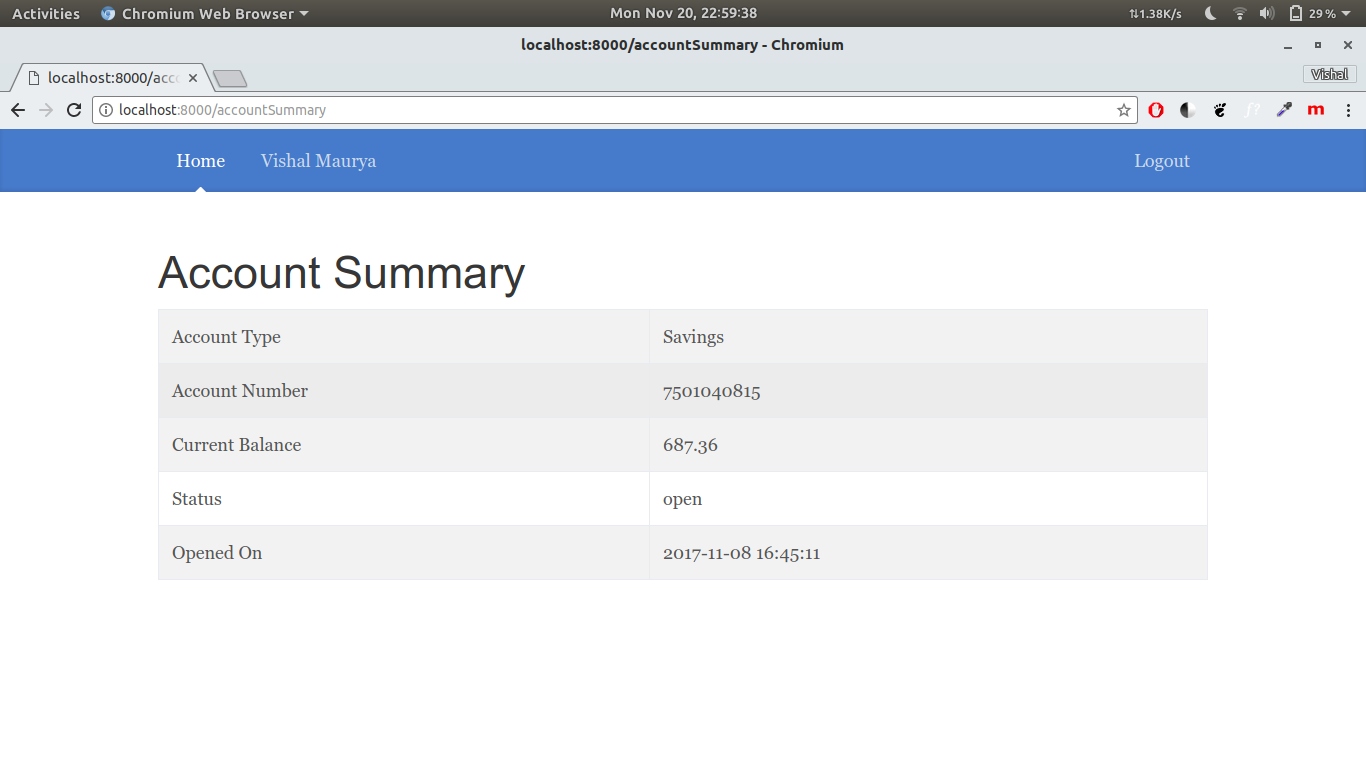 Activities Chromium Web Browser Mon Nov 20, 22:59:38 1.38K/s 29 %
localhost:8000/accountSummary - Chromium
localhost:8000/acc Vishal
localhost:8000/accountSummary f? m
Home Vishal Maurya Logout
Account Summary
Account Type Savings
Account Number 7501040815
Current Balance 687.36
Status open
Opened On 2017-11-08 16:45:11